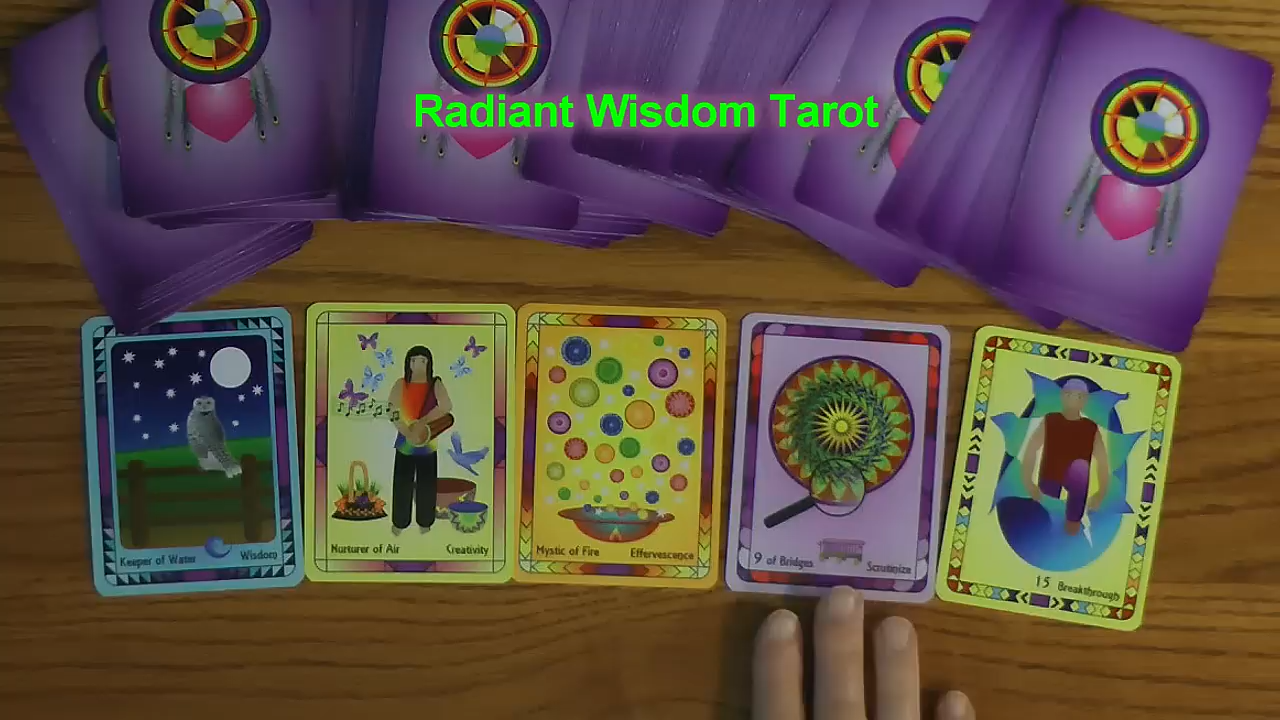 Radiant Wisdom Tarot
Keeper of Water Wisdom
Nurturer of Air Creativity
Mystic of Fire Effervescence
9 of Bridges Scrutinize
15 Breakthrough